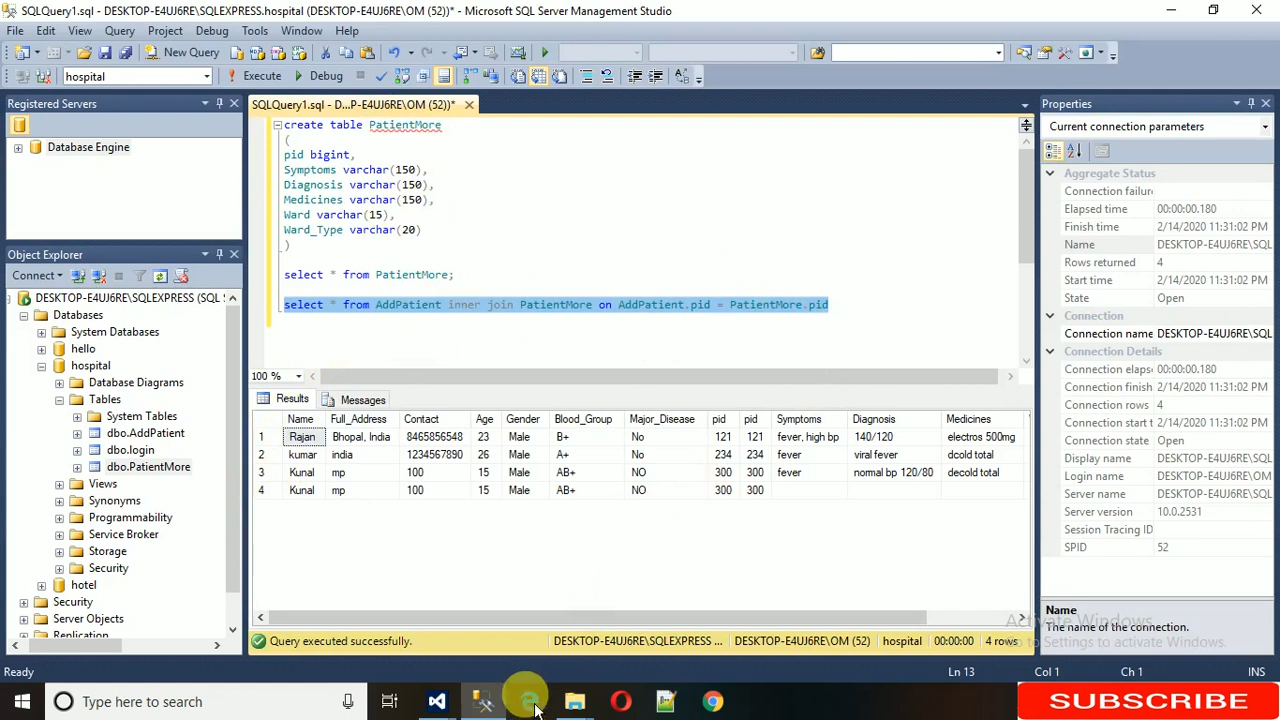 SQLQuery1.sql - DESKTOP-E4UJ6RE\SQLEXPRESS.hospital (DESKTOP-E4UJ6RE\OM (52))* - Microsoft SQL Server Management Studio
File Edit View Query Project Debug Tools Window Help
New Query
hospital Execute Debug
Registered Servers
Database Engine
Object Explorer
Connect
DESKTOP-E4UJ6RE\SQLEXPRESS (SQL S
Databases
System Databases
hello
hospital
Database Diagrams
Tables
System Tables
dbo.AddPatient
dbo.login
dbo.PatientMore
Views
Synonyms
Programmability
Service Broker
Storage
Security
hotel
Security
Server Objects
Replication
SQLQuery1.sql - D...P-E4UJ6RE\OM (52))*
create table PatientMore
(
pid bigint,
Symptoms varchar(150),
Diagnosis varchar(150),
Medicines varchar(150),
Ward varchar(15),
Ward_Type varchar(20)
)
select * from PatientMore;
select * from AddPatient inner join PatientMore on AddPatient.pid = PatientMore.pid
100 %
Results Messages
Name Full_Address Contact Age Gender Blood_Group Major_Disease pid pid Symptoms Diagnosis Medicines
1 Rajan Bhopal, India 8465856548 23 Male B+ No 121 121 fever, high bp 140/120 electros 500mg
2 kumar india 1234567890 26 Male A+ No 234 234 fever viral fever dcold total
3 Kunal mp 100 15 Male AB+ NO 300 300 fever normal bp 120/80 decold total
4 Kunal mp 100 15 Male AB+ NO 300 300
Query executed successfully. DESKTOP-E4UJ6RE\SQLEXPRESS ... DESKTOP-E4UJ6RE\OM (52) hospital 00:00:00 4 rows
Properties
Current connection parameters
Aggregate Status
Connection failure
Elapsed time 00:00:00.180
Finish time 2/14/2020 11:31:02 PM
Name DESKTOP-E4UJ6RE\SQL
Rows returned 4
Start time 2/14/2020 11:31:02 PM
State Open
Connection
Connection name DESKTOP-E4UJ6RE\SQL
Connection Details
Connection elaps 00:00:00.180
Connection finish 2/14/2020 11:31:02 PM
Connection rows 4
Connection start 2/14/2020 11:31:02 PM
Connection state Open
Display name DESKTOP-E4UJ6RE\SQL
Login name DESKTOP-E4UJ6RE\OM
Server name DESKTOP-E4UJ6RE\SQL
Server version 10.0.2531
Session Tracing ID
SPID 52
Name
The name of the connection.
Activate Windows
Go to Settings to activate Windows.
Ready Ln 13 Col 1 Ch 1 INS
Type here to search
SUBSCRIBE